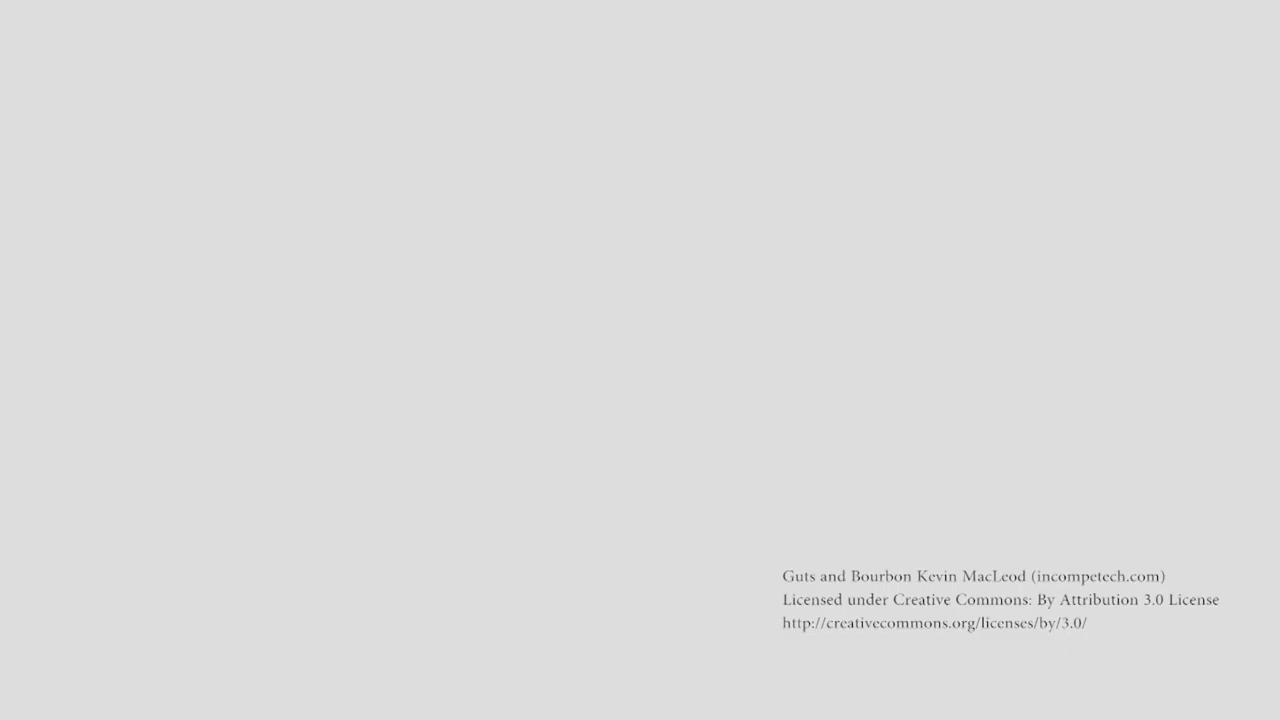 Guts and Bourbon Kevin MacLeod (incompetech.com)
Licensed under Creative Commons: By Attribution 3.0 License
http://creativecommons.org/licenses/by/3.0/